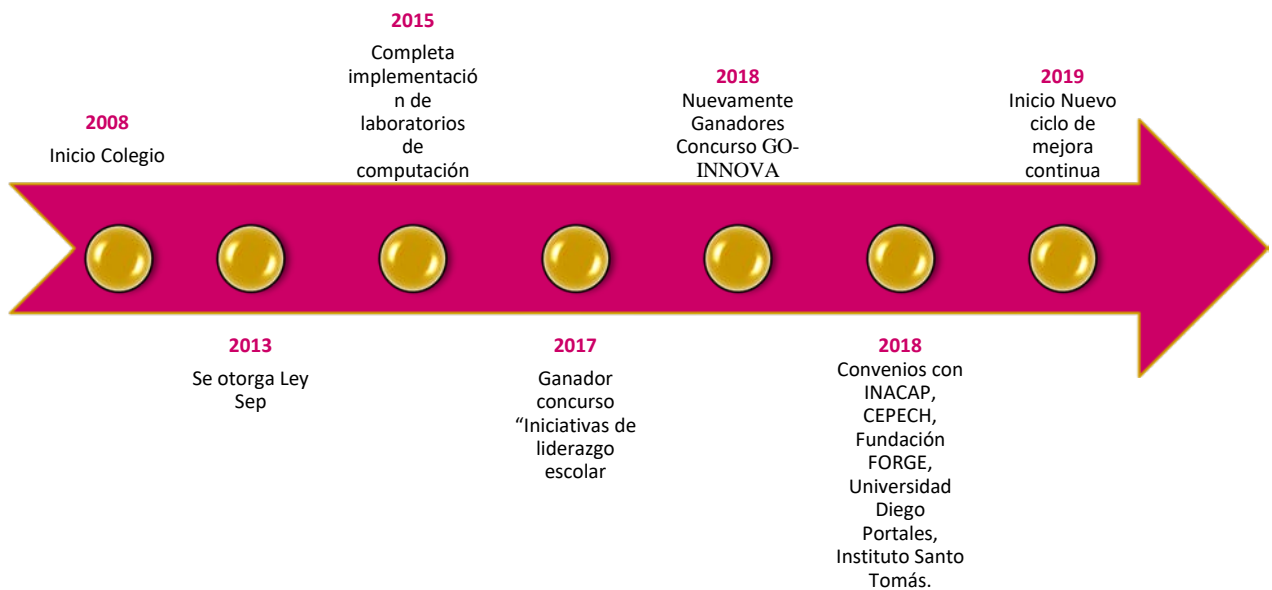 2008
Inicio Colegio
2013
Se otorga Ley
Sep
2015
Completa
implementació
n de
laboratorios
de
computación
2017
Ganador
concurso
“Iniciativas de
liderazgo
escolar
2018
Nuevamente
Ganadores
Concurso GO-
INNOVA
2018
Convenios con
INACAP,
CEPECH,
Fundación
FORGE,
Universidad
Diego
Portales,
Instituto Santo
Tomás.
2019
Inicio Nuevo
ciclo de
mejora
continua